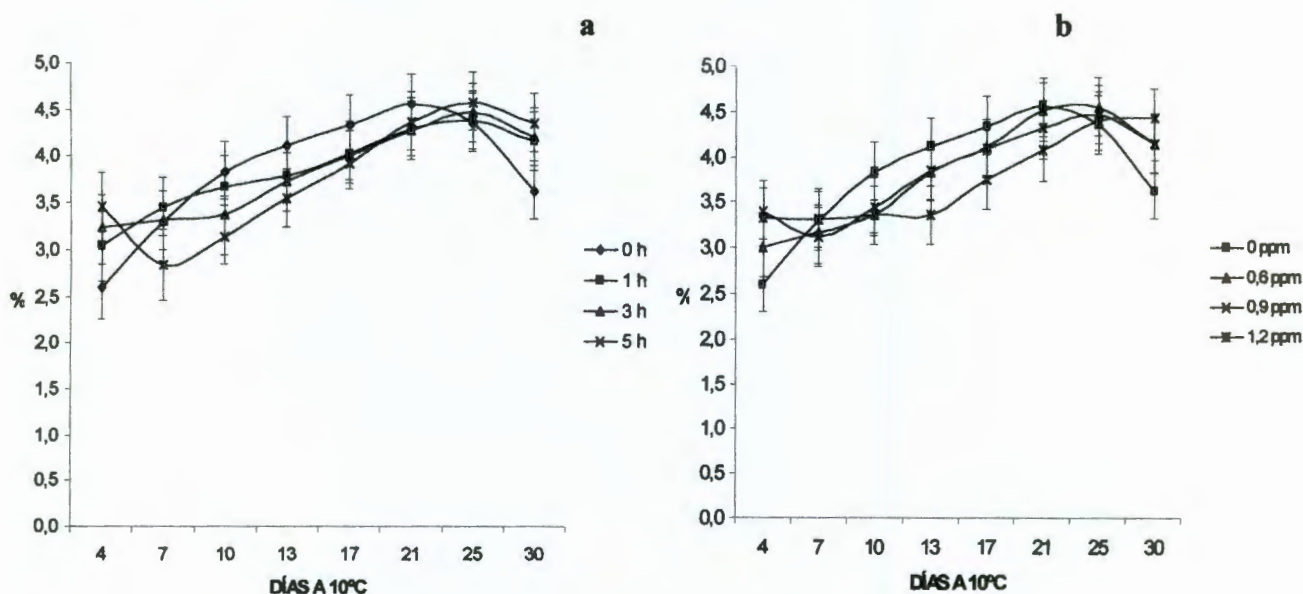 a
5,0
4,5
4,0
3,5
3,0
2,5
2,0
1,5
1,0
0,5
0,0
%
4 7 10 13 17 21 25 30
DÍAS A 10ºC
0 h
1 h
3 h
5 h
b
5,0
4,5
4,0
3,5
3,0
2,5
2,0
1,5
1,0
0,5
0,0
%
4 7 10 13 17 21 25 30
DÍAS A 10ºC
0 ppm
0,6 ppm
0,9 ppm
1,2 ppm